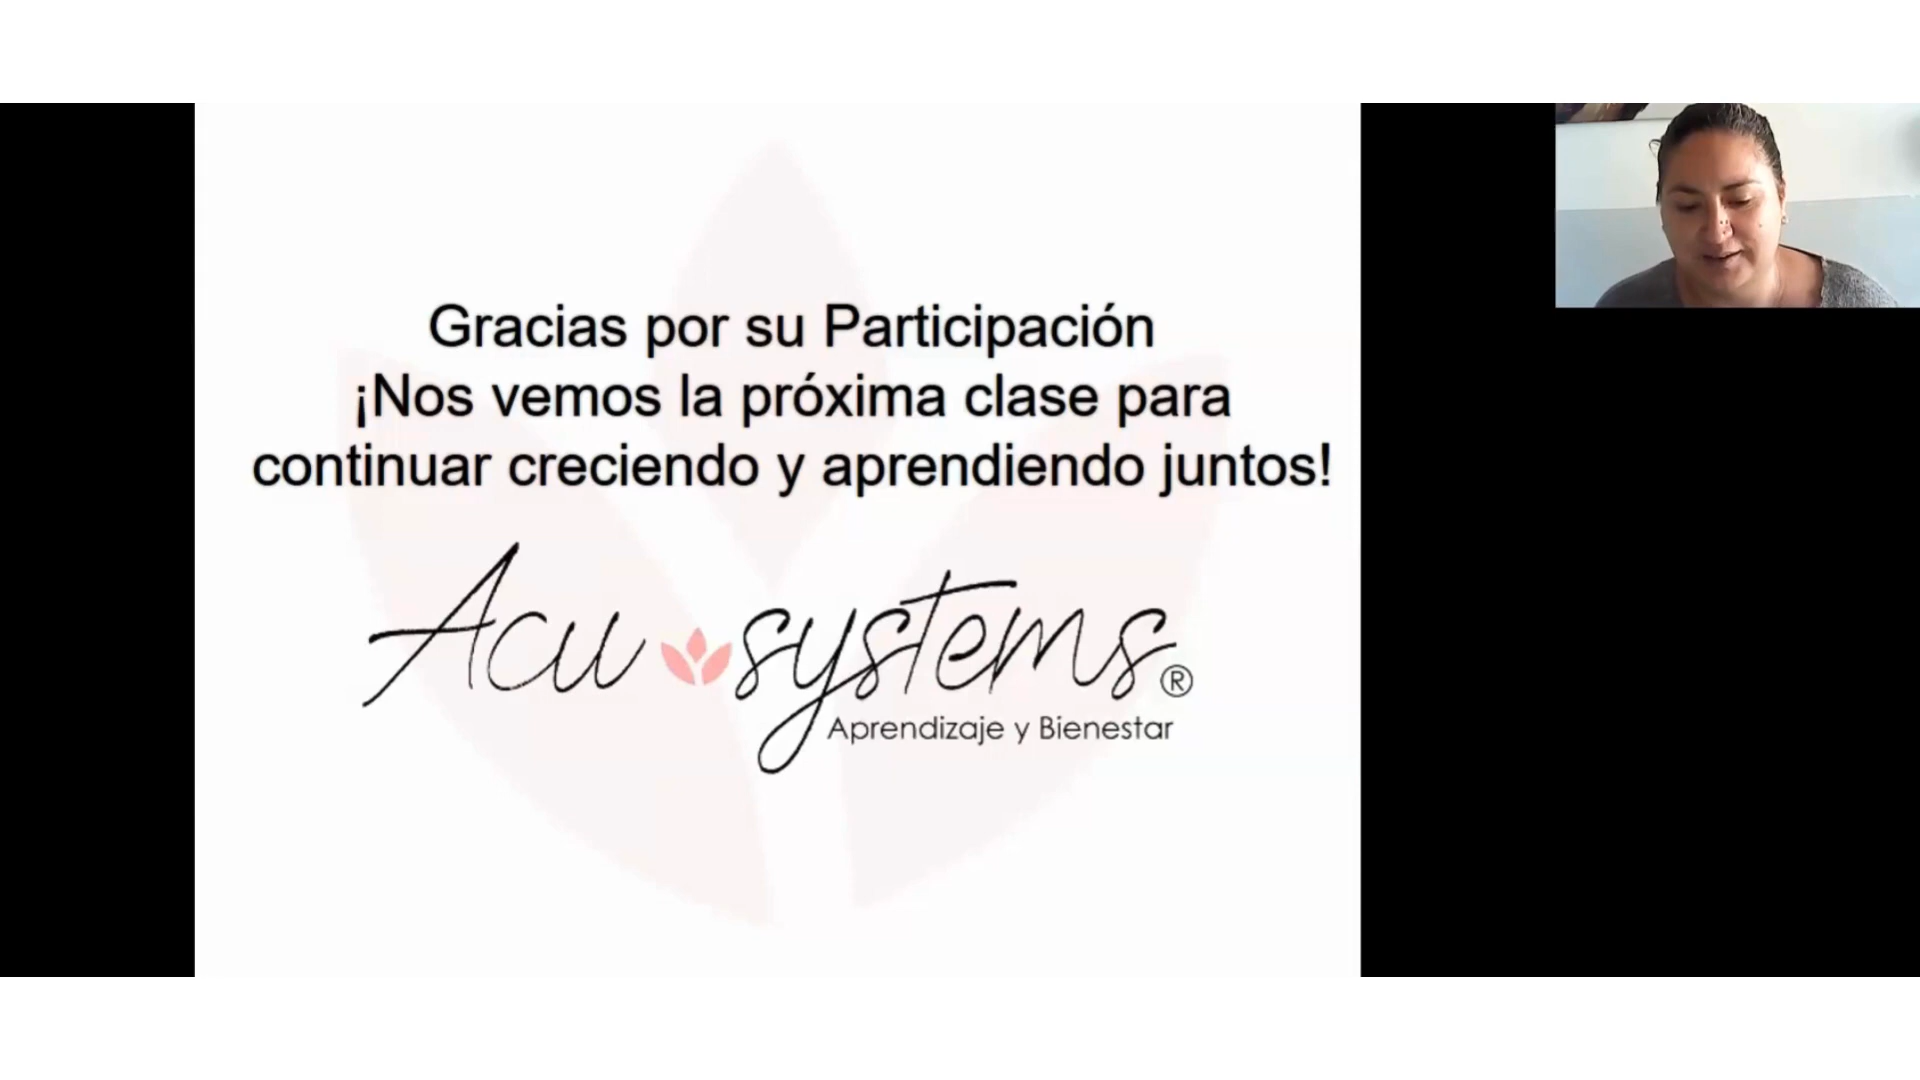 Gracias por su Participación
¡Nos vemos la próxima clase para
continuar creciendo y aprendiendo juntos!
Acu systems®
Aprendizaje y Bienestar